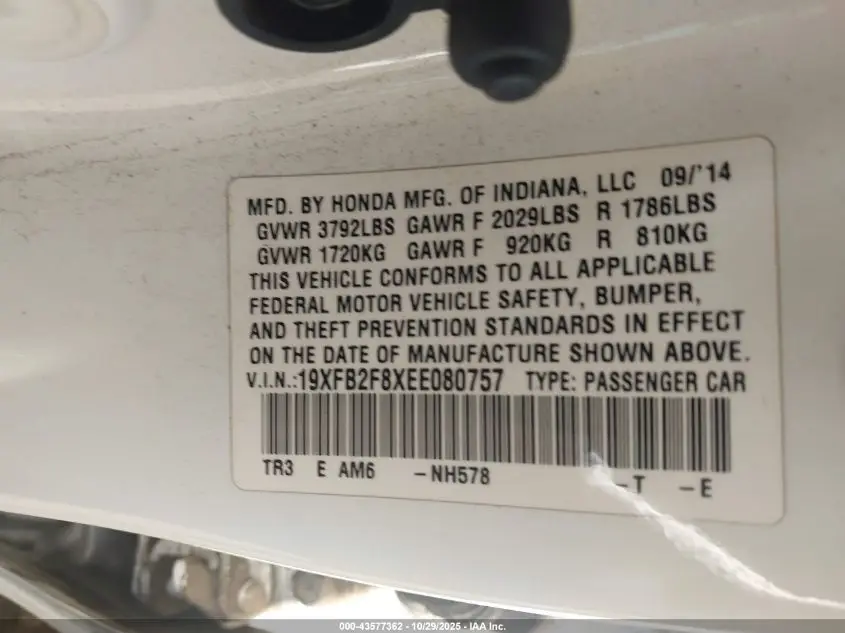 MFD. BY HONDA MFG. OF INDIANA, LLC 09/'14
GVWR 3792LBS GAWR F 2029LBS R 1786LBS
GVWR 1720KG GAWR F 920KG R 810KG
THIS VEHICLE CONFORMS TO ALL APPLICABLE
FEDERAL MOTOR VEHICLE SAFETY, BUMPER,
AND THEFT PREVENTION STANDARDS IN EFFECT
ON THE DATE OF MANUFACTURE SHOWN ABOVE.
V.I.N.:19XFB2F8XEE080757 TYPE: PASSENGER CAR
TR3 E AM6 -NH578 -T -E
000-43577362 - 10/29/2025 - IAA Inc.